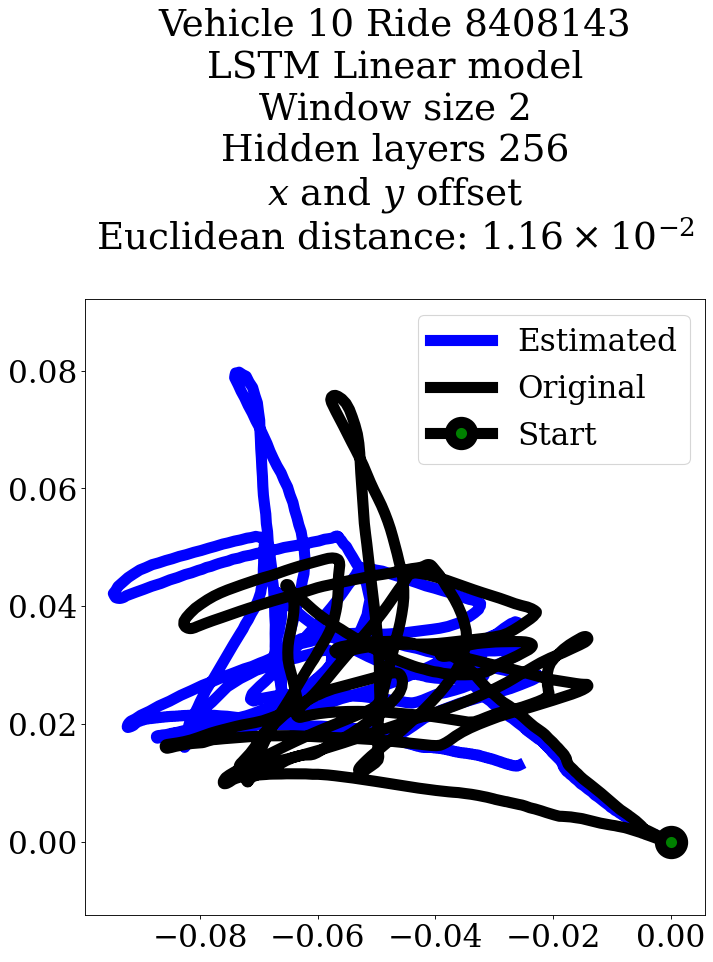 Vehicle 10 Ride 8408143
LSTM Linear model
Window size 2
Hidden layers 256
x and y offset
Euclidean distance: 1.16 × 10⁻²
Estimated
Original
Start
0.08
0.06
0.04
0.02
0.00
−0.08 −0.06 −0.04 −0.02 0.00